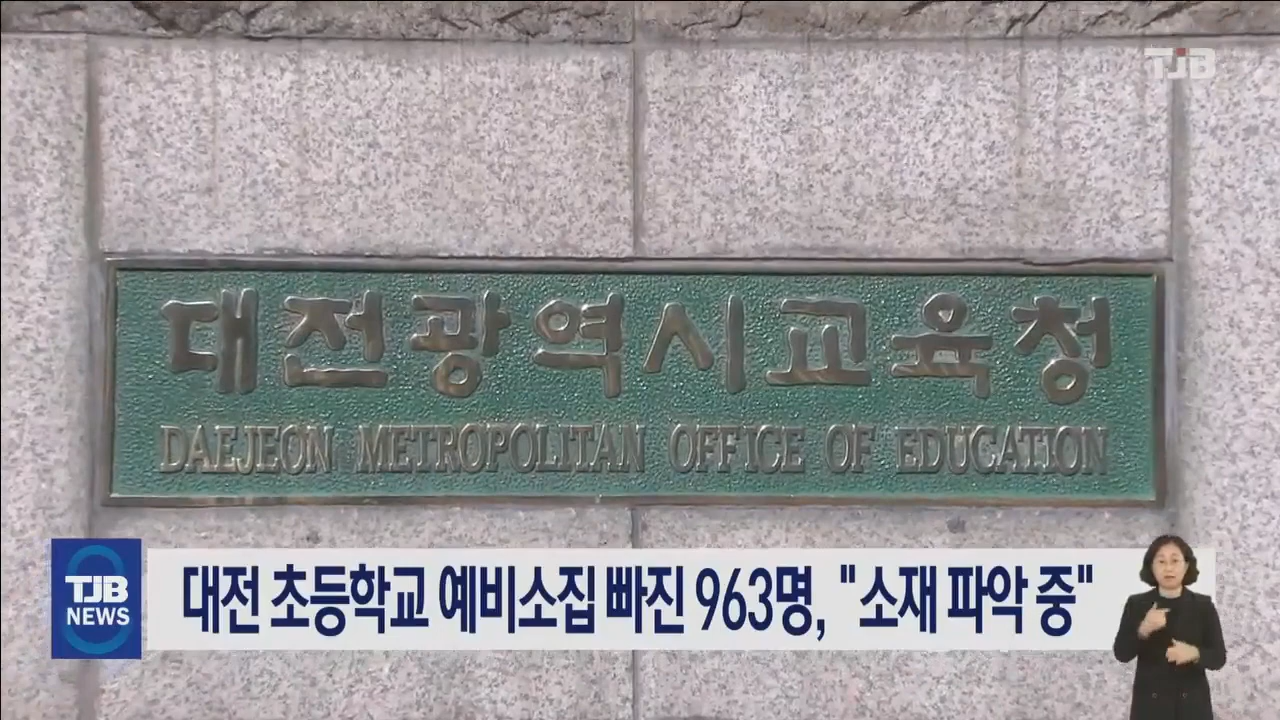 TJB
대전광역시교육청
DAEJEON METROPOLITAN OFFICE OF EDUCATION
TJB
NEWS
대전 초등학교 예비소집 빠진 963명, "소재 파악 중"